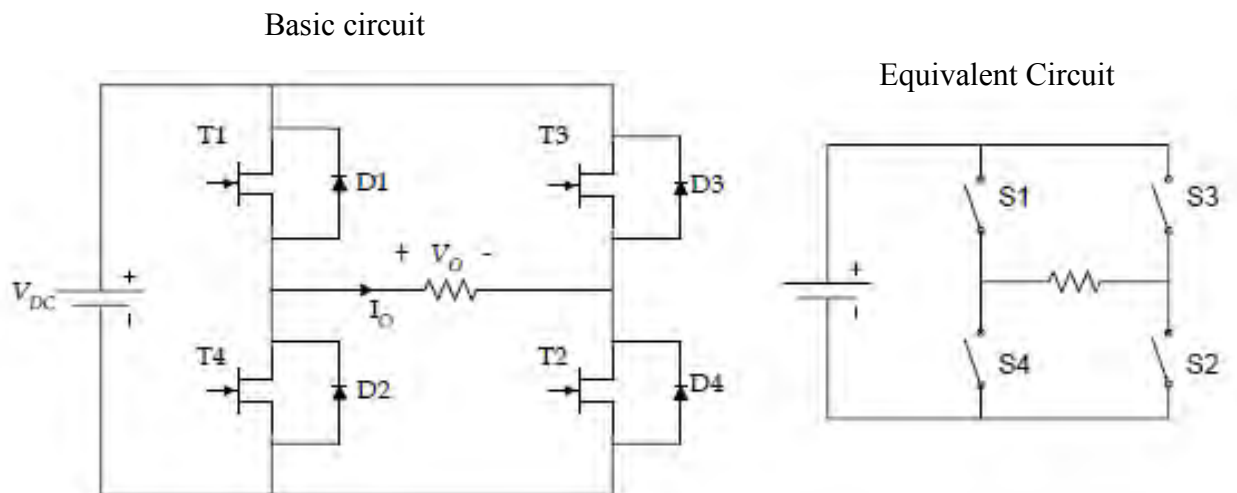 Basic circuit
Equivalent Circuit
T1
D1
T3
D3
+ V_O -
V_DC
+
-
I_O
T4
D2
T2
D4
S1
S3
+
-
S4
S2